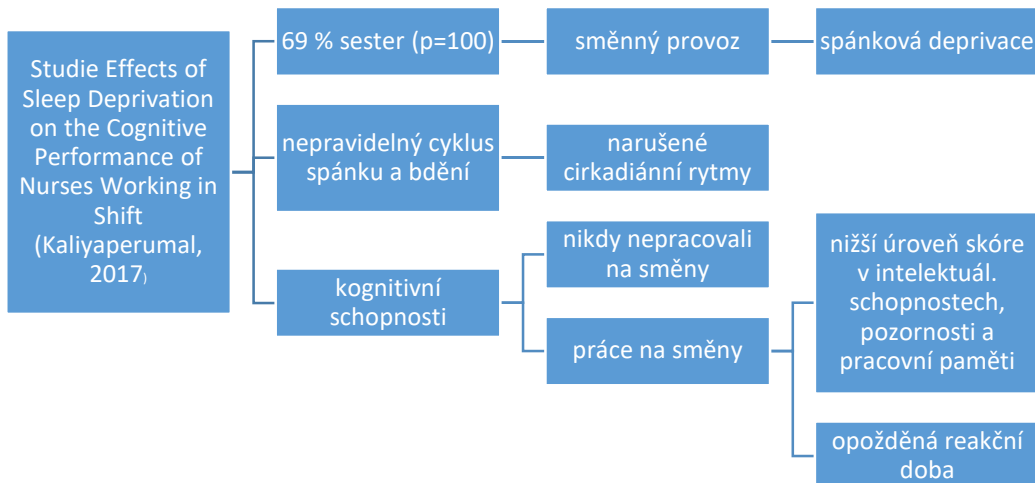 Studie Effects of
Sleep Deprivation
on the Cognitive
Performance of
Nurses Working in
Shift
(Kaliyaperumal,
2017)
69 % sester (p=100)
směnný provoz
spánková deprivace
nepravidelný cyklus
spánku a bdění
narušené
cirkadiánní rytmy
kognitivní
schopnosti
nikdy nepracovali
na směny
práce na směny
nižší úroveň skóre
v intelektuál.
schopnostech,
pozornosti a
pracovní paměti
opožděná reakční
doba